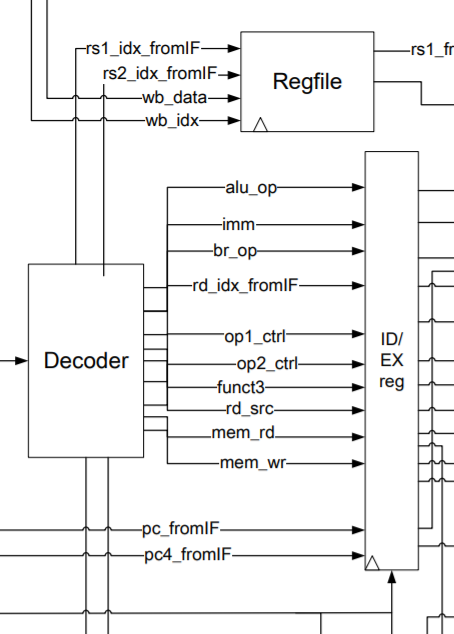 rs1_idx_fromIF
rs1_fr
rs2_idx_fromIF
Regfile
wb_data
wb_idx
alu_op
imm
br_op
rd_idx_fromIF
op1_ctrl
ID/
EX
reg
Decoder
op2_ctrl
funct3
rd_src
mem_rd
mem_wr
pc_fromIF
pc4_fromIF